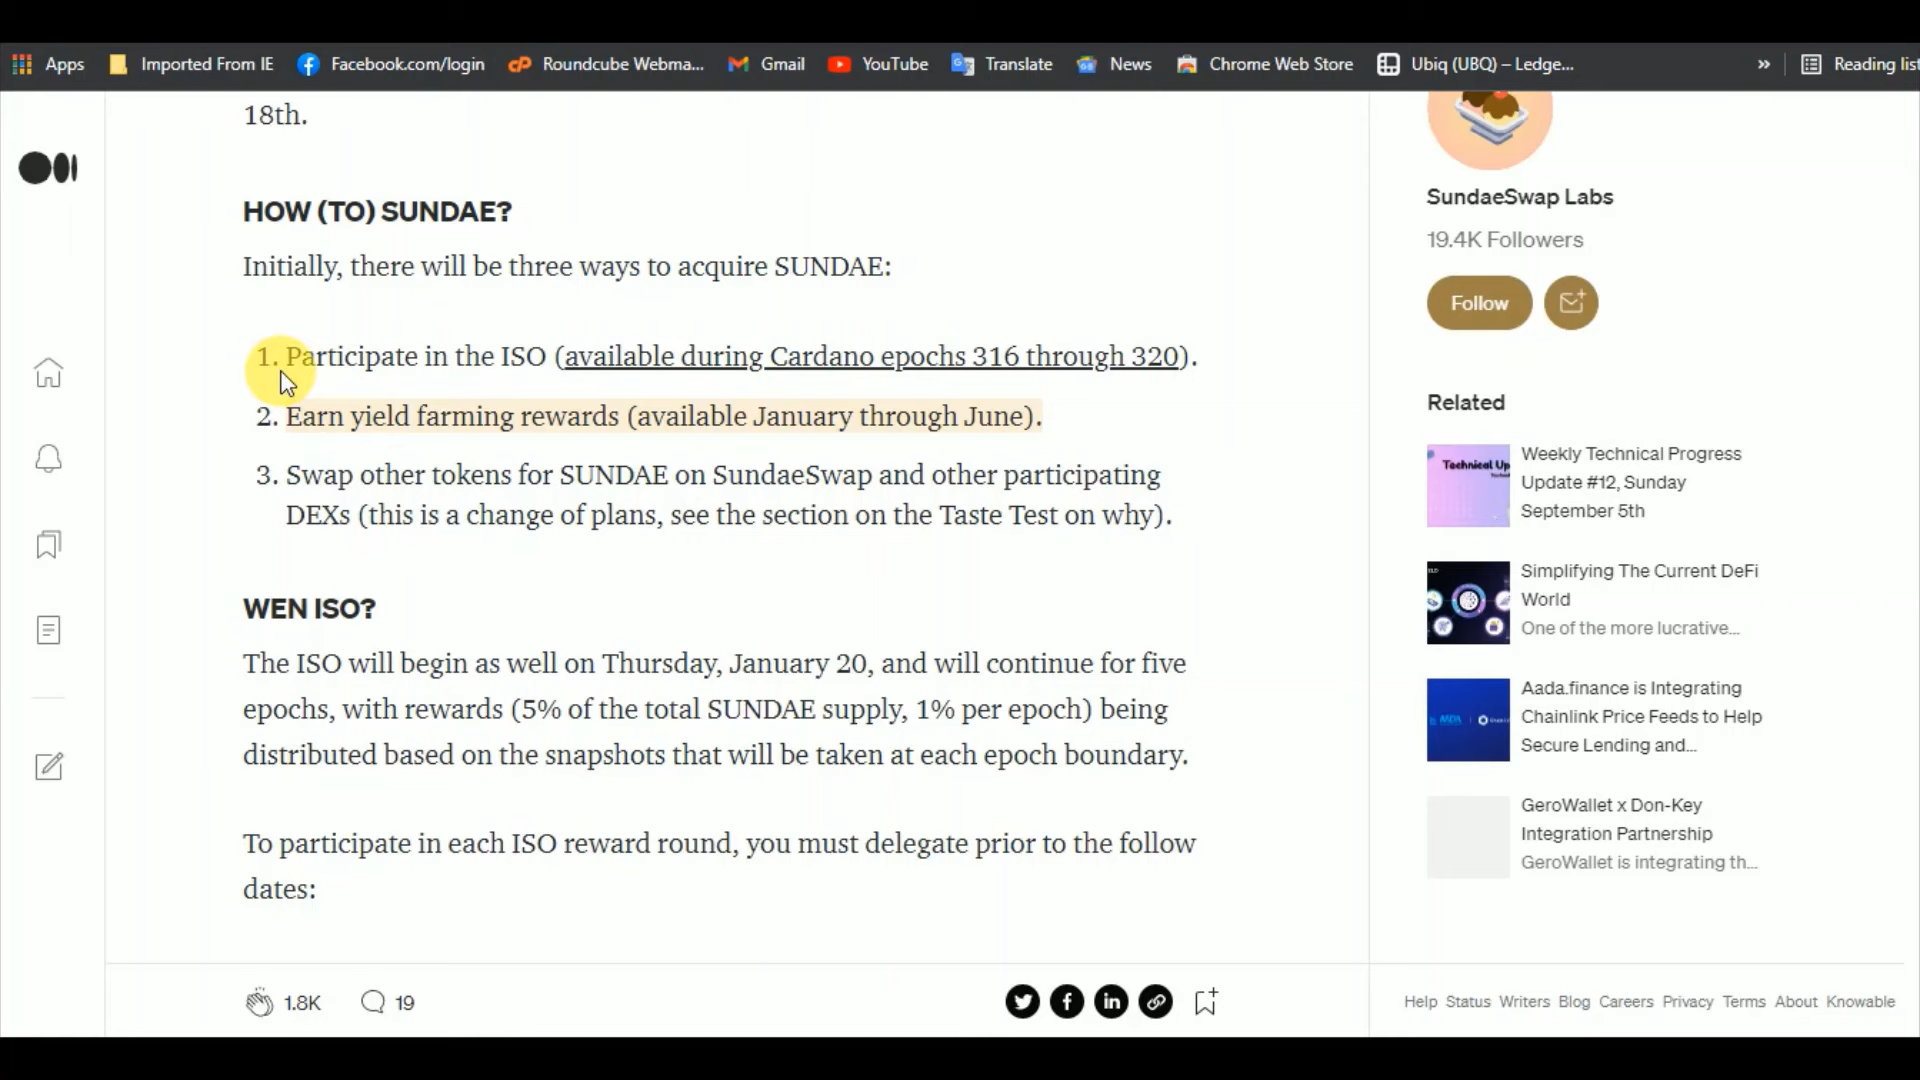 Apps Imported From IE Facebook.com/login Roundcube Webma... Gmail YouTube Translate News Chrome Web Store Ubiq (UBQ) – Ledge... » Reading list
18th.
HOW (TO) SUNDAE?
Initially, there will be three ways to acquire SUNDAE:
1. Participate in the ISO (available during Cardano epochs 316 through 320).
2. Earn yield farming rewards (available January through June).
3. Swap other tokens for SUNDAE on SundaeSwap and other participating
DEXs (this is a change of plans, see the section on the Taste Test on why).
WEN ISO?
The ISO will begin as well on Thursday, January 20, and will continue for five
epochs, with rewards (5% of the total SUNDAE supply, 1% per epoch) being
distributed based on the snapshots that will be taken at each epoch boundary.
To participate in each ISO reward round, you must delegate prior to the follow
dates:
1.8K 19
SundaeSwap Labs
19.4K Followers
Follow
Related
Technical Up
Weekly Technical Progress
Update #12, Sunday
September 5th
Simplifying The Current DeFi
World
One of the more lucrative...
Aada.finance is Integrating
Chainlink Price Feeds to Help
Secure Lending and...
GeroWallet x Don-Key
Integration Partnership
GeroWallet is integrating th...
Help Status Writers Blog Careers Privacy Terms About Knowable